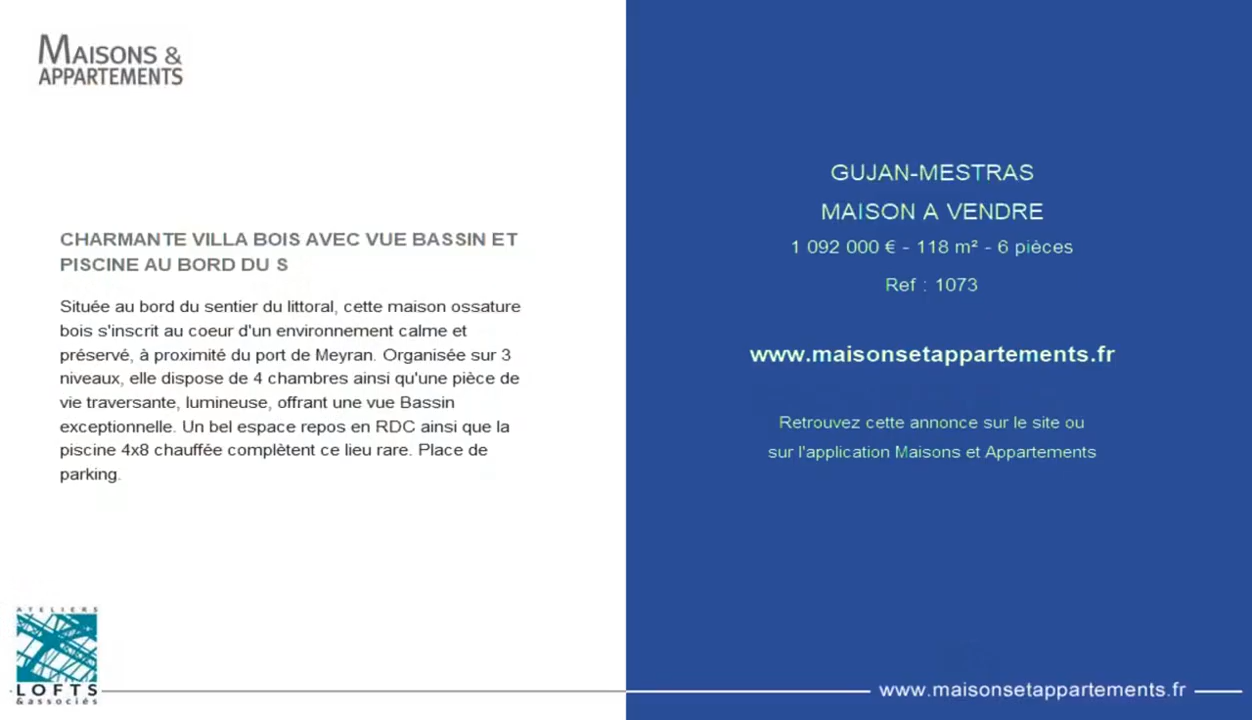 MAISONS &
APPARTEMENTS
CHARMANTE VILLA BOIS AVEC VUE BASSIN ET
PISCINE AU BORD DU S
Située au bord du sentier du littoral, cette maison ossature
bois s'inscrit au coeur d'un environnement calme et
préservé, à proximité du port de Meyran. Organisée sur 3
niveaux, elle dispose de 4 chambres ainsi qu'une pièce de
vie traversante, lumineuse, offrant une vue Bassin
exceptionnelle. Un bel espace repos en RDC ainsi que la
piscine 4x8 chauffée complètent ce lieu rare. Place de
parking.
ATELIERS
LOFTS
&associés
GUJAN-MESTRAS
MAISON A VENDRE
1 092 000 € - 118 m² - 6 pièces
Ref : 1073
www.maisonsetappartements.fr
Retrouvez cette annonce sur le site ou
sur l'application Maisons et Appartements
www.maisonsetappartements.fr